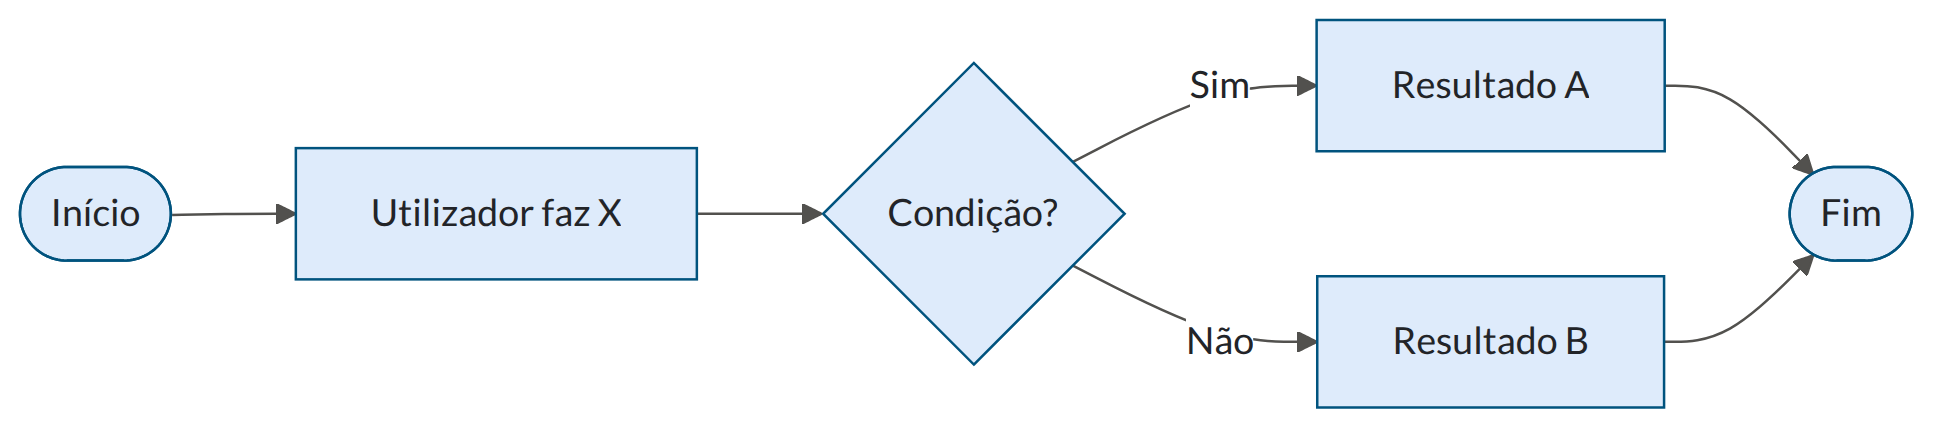 Início
Utilizador faz X
Condição?
Sim
Resultado A
Não
Resultado B
Fim